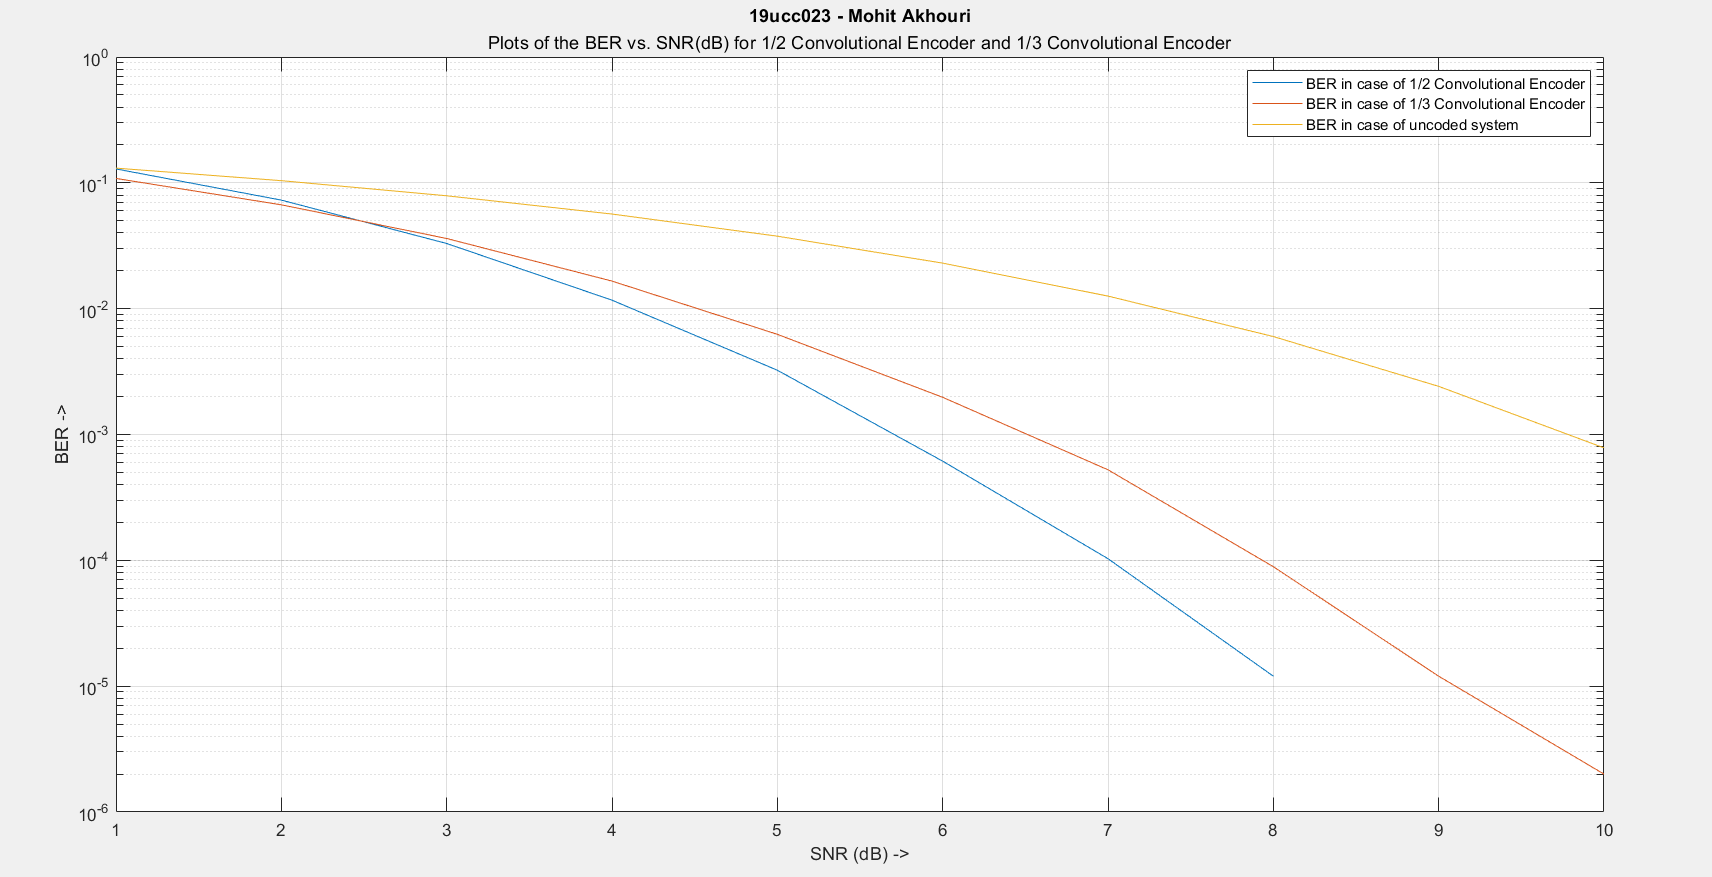 19ucc023 - Mohit Akhouri
Plots of the BER vs. SNR(dB) for 1/2 Convolutional Encoder and 1/3 Convolutional Encoder
BER in case of 1/2 Convolutional Encoder
BER in case of 1/3 Convolutional Encoder
BER in case of uncoded system
10^0
10^-1
10^-2
10^-3
10^-4
10^-5
10^-6
BER ->
1 2 3 4 5 6 7 8 9 10
SNR (dB) ->